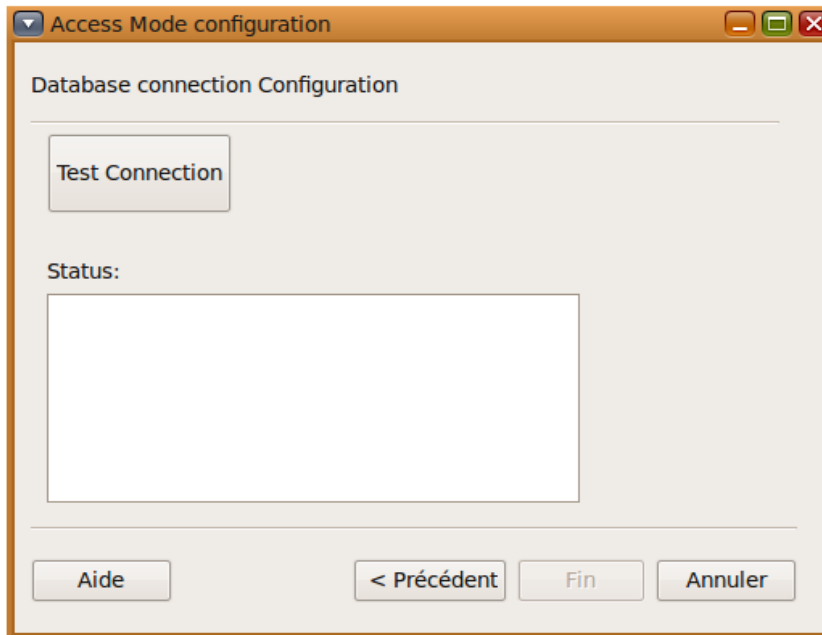 Access Mode configuration
Database connection Configuration
Test Connection
Status:
Aide
< Précédent
Fin
Annuler